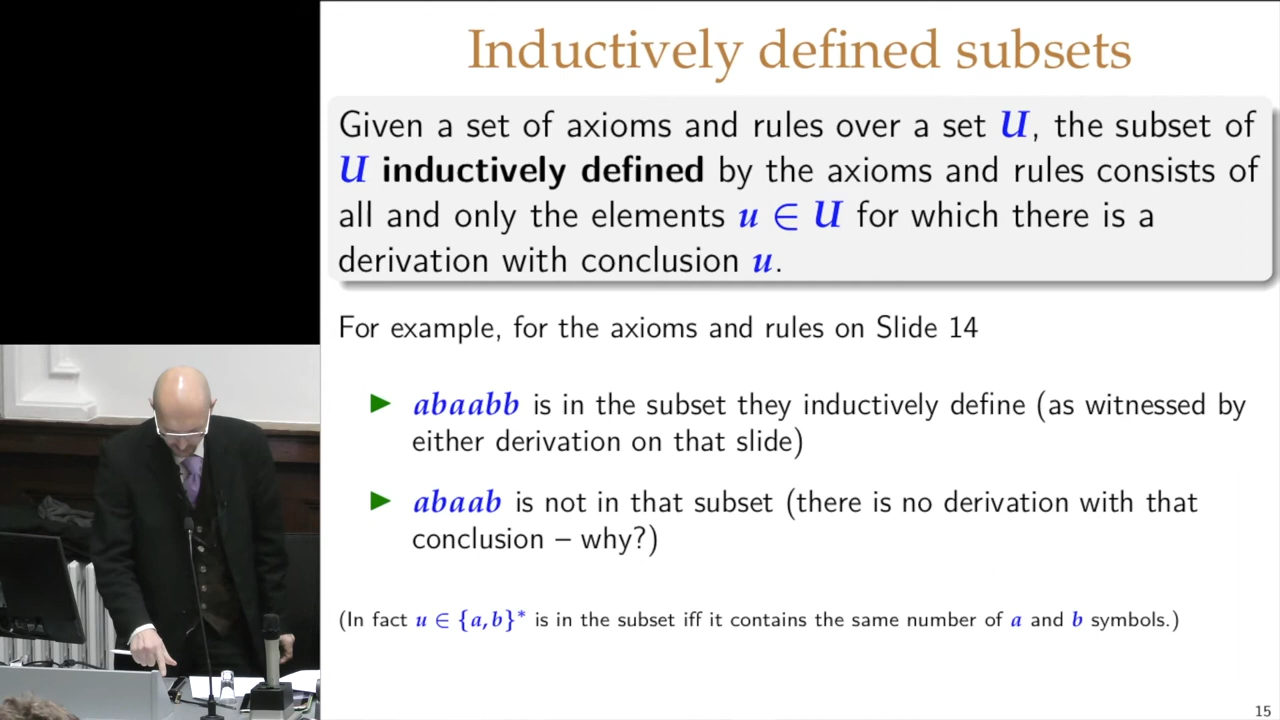 Inductively defined subsets
Given a set of axioms and rules over a set U, the subset of
U inductively defined by the axioms and rules consists of
all and only the elements u ∈ U for which there is a
derivation with conclusion u.
For example, for the axioms and rules on Slide 14
▶ abaabb is in the subset they inductively define (as witnessed by
either derivation on that slide)
▶ abaab is not in that subset (there is no derivation with that
conclusion – why?)
(In fact u ∈ {a, b}* is in the subset iff it contains the same number of a and b symbols.)
15